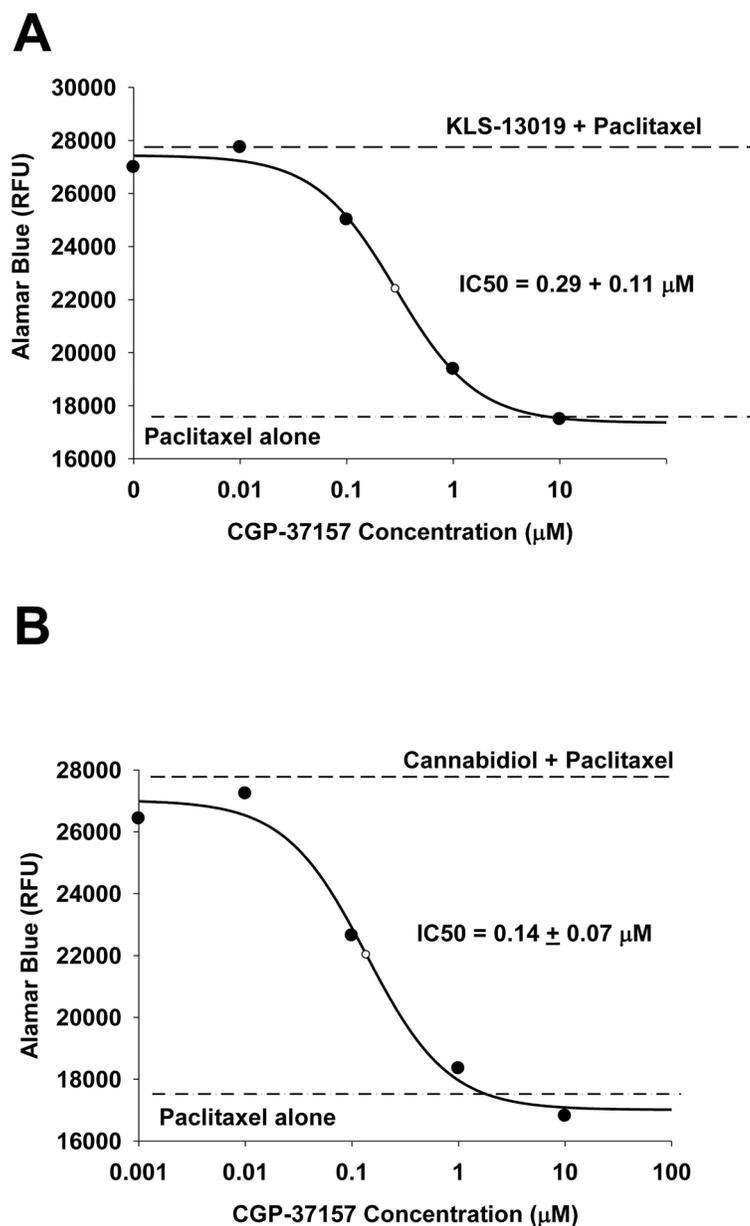 A
30000
28000
26000
24000
22000
20000
18000
16000
Alamar Blue (RFU)
KLS-13019 + Paclitaxel
IC50 = 0.29 + 0.11 μM
Paclitaxel alone
0 0.01 0.1 1 10
CGP-37157 Concentration (μM)
B
28000
26000
24000
22000
20000
18000
16000
Alamar Blue (RFU)
Cannabidiol + Paclitaxel
IC50 = 0.14 ± 0.07 μM
Paclitaxel alone
0.001 0.01 0.1 1 10 100
CGP-37157 Concentration (μM)